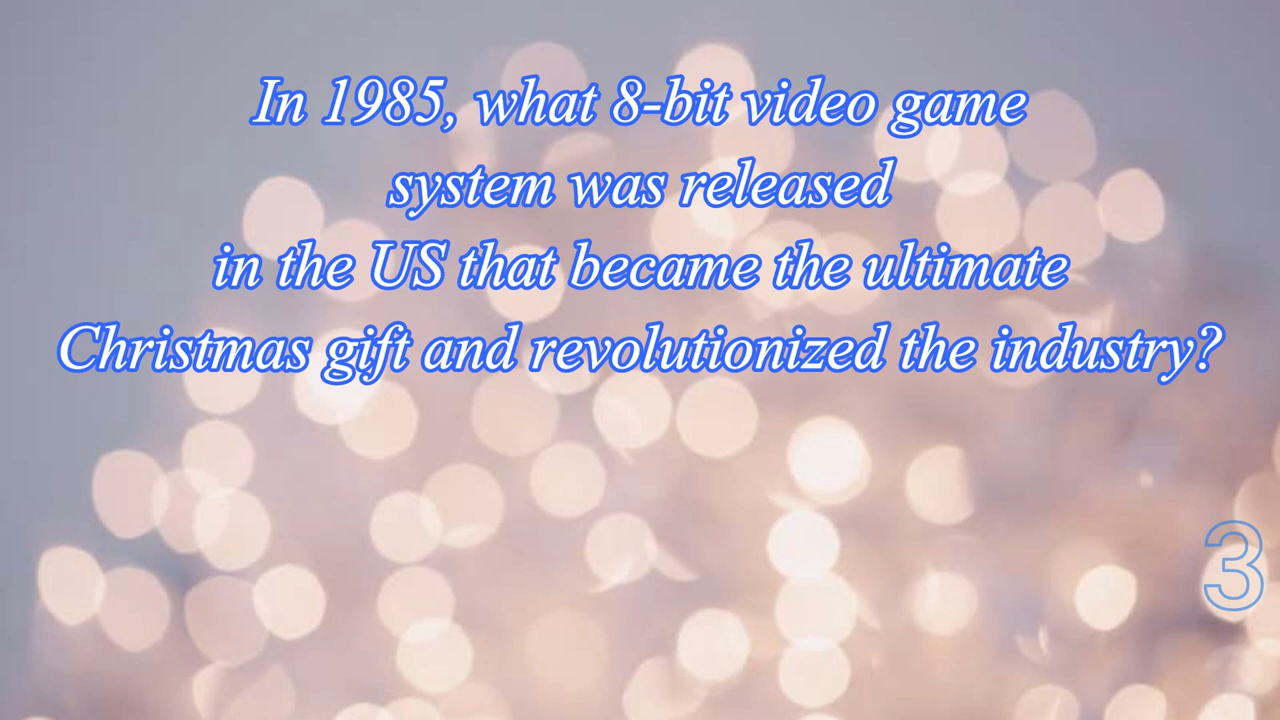 In 1985, what 8-bit video game
system was released
in the US that became the ultimate
Christmas gift and revolutionized the industry?
3